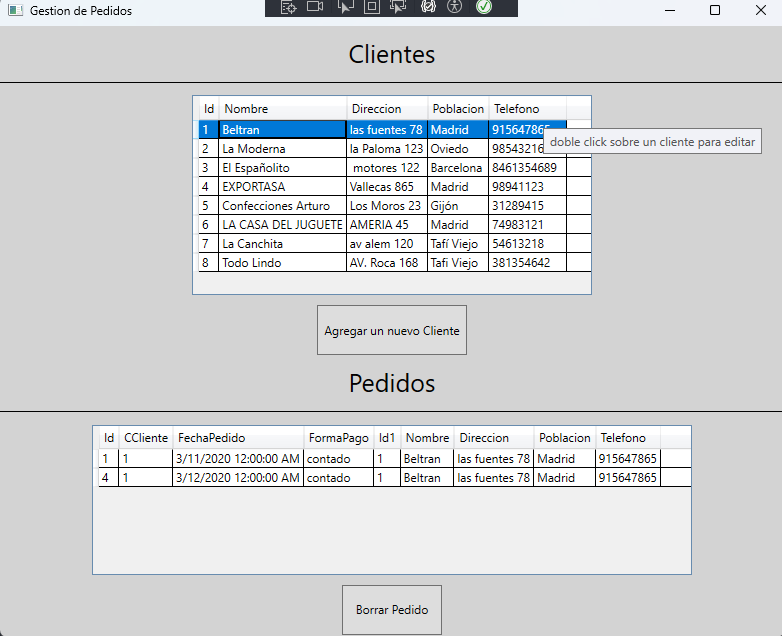 Gestion de Pedidos
Clientes
Id Nombre Direccion Poblacion Telefono
1 Beltran las fuentes 78 Madrid 915647865
doble click sobre un cliente para editar
2 La Moderna la Paloma 123 Oviedo 98543216
3 El Españolito motores 122 Barcelona 8461354689
4 EXPORTASA Vallecas 865 Madrid 98941123
5 Confecciones Arturo Los Moros 23 Gijón 31289415
6 LA CASA DEL JUGUETE AMERIA 45 Madrid 74983121
7 La Canchita av alem 120 Tafí Viejo 54613218
8 Todo Lindo AV. Roca 168 Tafi Viejo 381354642
Agregar un nuevo Cliente
Pedidos
Id CCliente FechaPedido FormaPago Id1 Nombre Direccion Poblacion Telefono
1 1 3/11/2020 12:00:00 AM contado 1 Beltran las fuentes 78 Madrid 915647865
4 1 3/12/2020 12:00:00 AM contado 1 Beltran las fuentes 78 Madrid 915647865
Borrar Pedido